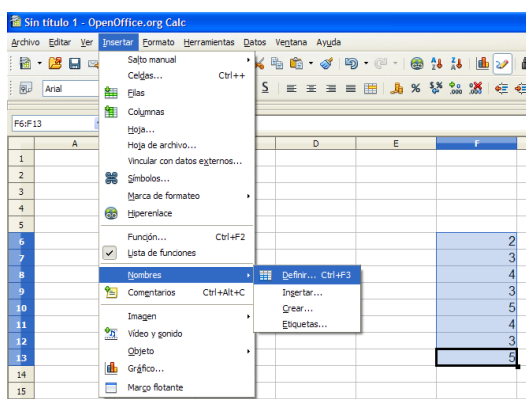 Sin título 1 - OpenOffice.org Calc
Archivo Editar Ver Insertar Formato Herramientas Datos Ventana Ayuda
Arial
F6:F13
Salto manual
Celdas... Ctrl++
Filas
Columnas
Hoja...
Hoja de archivo...
Vincular con datos externos...
Símbolos...
Marca de formateo
Hiperenlace
Función... Ctrl+F2
Lista de funciones
Nombres
Comentarios Ctrl+Alt+C
Imagen
Vídeo y sonido
Objeto
Gráfico...
Marco flotante
Definir... Ctrl+F3
Insertar...
Crear...
Etiquetas...
A D E F
1
2
3
4
5
6 2
7 3
8 4
9 3
10 5
11 4
12 3
13 5
14
15